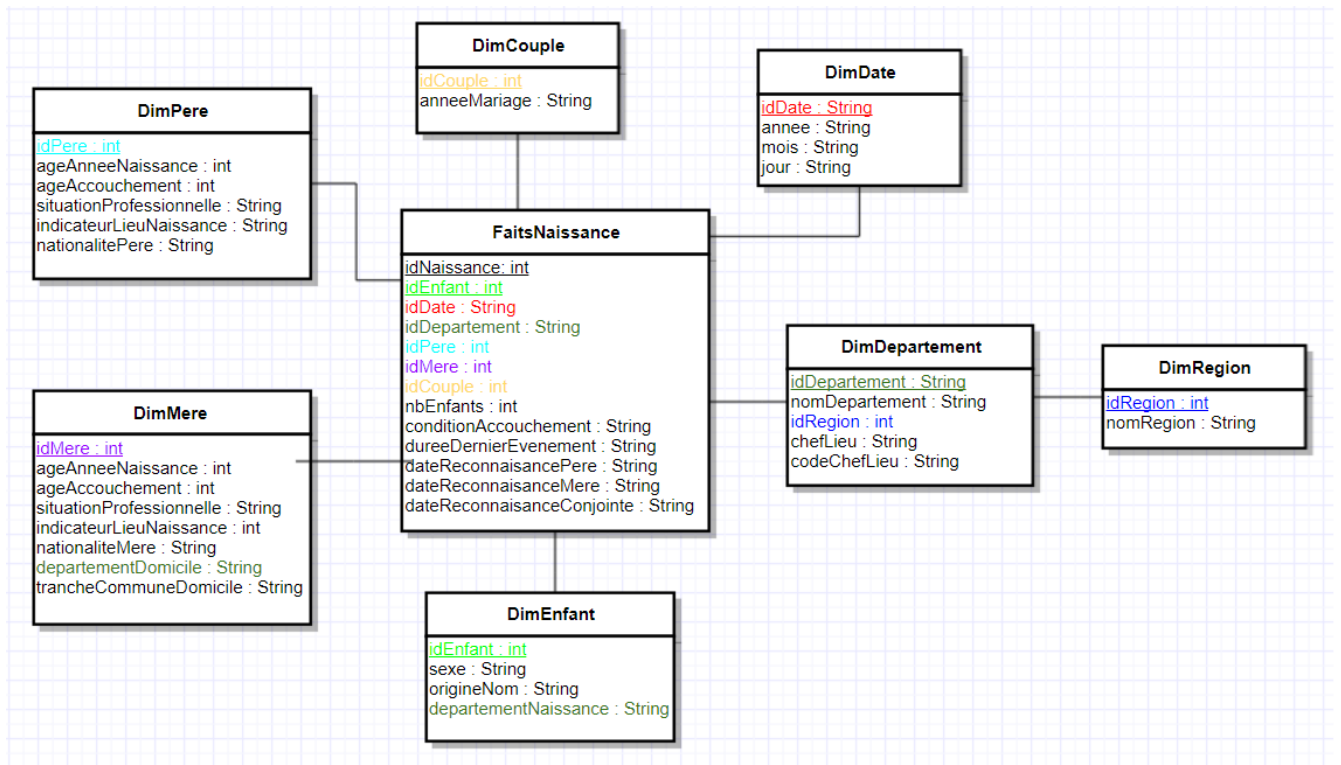 DimCouple
idCouple : int
anneeMariage : String
DimDate
idDate : String
annee : String
mois : String
jour : String
DimPere
idPere : int
ageAnneeNaissance : int
ageAccouchement : int
situationProfessionnelle : String
indicateurLieuNaissance : String
nationalitePere : String
FaitsNaissance
idNaissance: int
idEnfant : int
idDate : String
idDepartement : String
idPere : int
idMere : int
idCouple : int
nbEnfants : int
conditionAccouchement : String
dureeDernierEvenement : String
dateReconnaisancePere : String
dateReconnaisanceMere : String
dateReconnaisanceConjointe : String
DimDepartement
idDepartement : String
nomDepartement : String
idRegion : int
chefLieu : String
codeChefLieu : String
DimRegion
idRegion : int
nomRegion : String
DimMere
idMere : int
ageAnneeNaissance : int
ageAccouchement : int
situationProfessionnelle : String
indicateurLieuNaissance : int
nationaliteMere : String
departementDomicile : String
trancheCommuneDomicile : String
DimEnfant
idEnfant : int
sexe : String
origineNom : String
departementNaissance : String